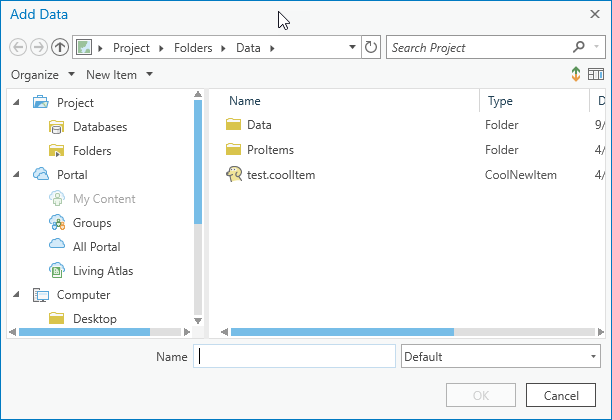 Add Data
Project Folders Data
Search Project
Organize New Item
Project
Databases
Folders
Portal
My Content
Groups
All Portal
Living Atlas
Computer
Desktop
Name Type D
Data Folder 9/
ProItems Folder 4/
test.coolItem CoolNewItem 4/
Name Default
OK Cancel